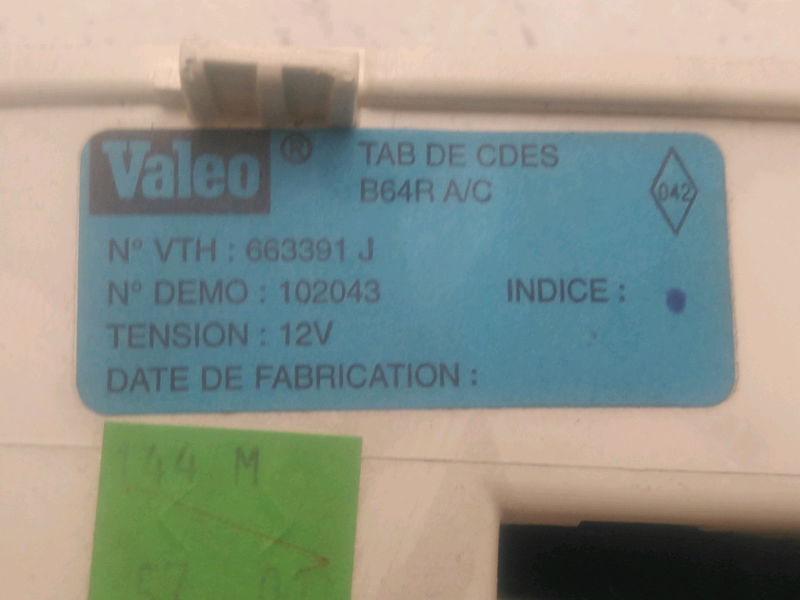 Valeo ® TAB DE CDES
B64R A/C
042
N° VTH : 663391 J
N° DEMO : 102043 INDICE :
TENSION : 12V
DATE DE FABRICATION :
144 M